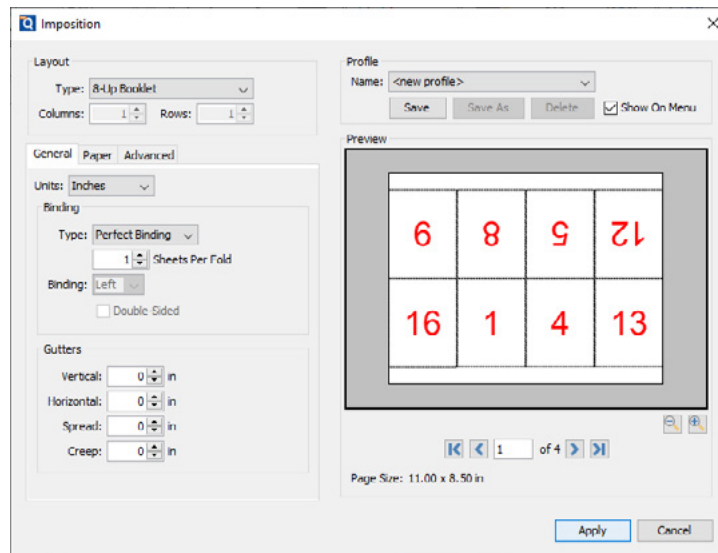 Imposition
Layout
Type: 8-Up Booklet
Columns: 1 Rows: 1
General Paper Advanced
Units: Inches
Binding
Type: Perfect Binding
1 Sheets Per Fold
Binding: Left
Double-Sided
Gutters
Vertical: 0 in
Horizontal: 0 in
Spread: 0 in
Creep: 0 in
Profile
Name: <new profile>
Save Save As Delete Show On Menu
Preview
9 8 5 12
16 1 4 13
1 of 4
Page Size: 11.00 x 8.50 in
Apply Cancel